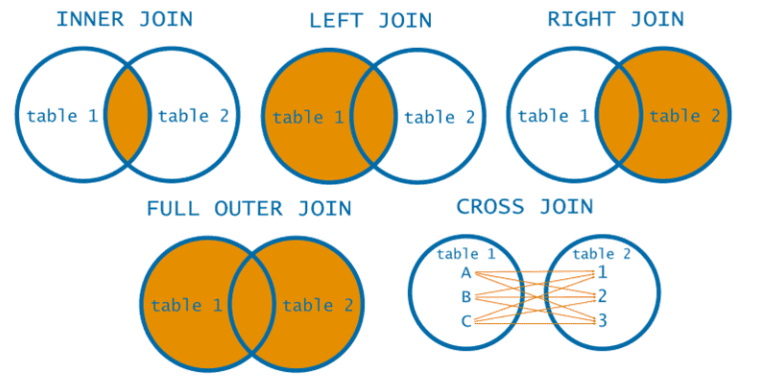 INNER JOIN
LEFT JOIN
RIGHT JOIN
table 1
table 2
table 1
table 2
table 1
table 2
FULL OUTER JOIN
CROSS JOIN
table 1
table 2
table 1
table 2
A
1
B
2
C
3